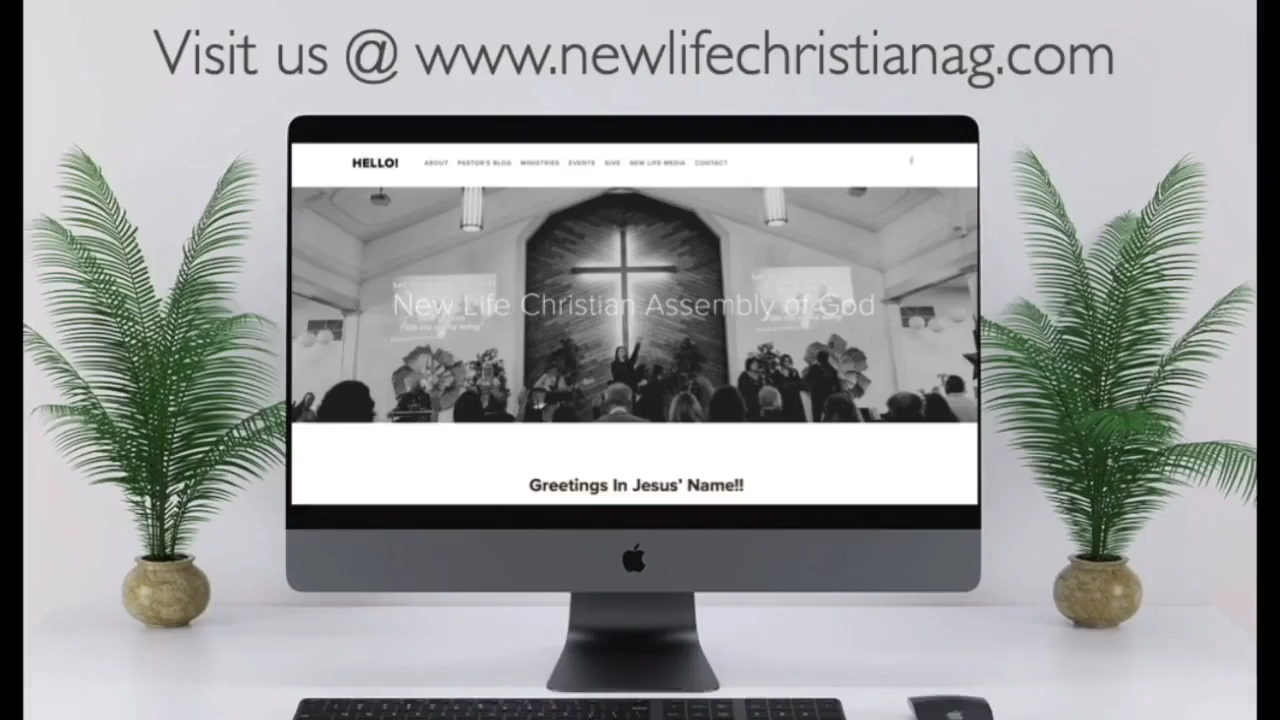 Visit us @ www.newlifechristianag.com
HELLO! ABOUT PASTOR'S BLOG MINISTRIES EVENTS GIVE NEW LIFE MEDIA CONTACT f
New Life Christian Assembly of God
Greetings In Jesus' Name!!